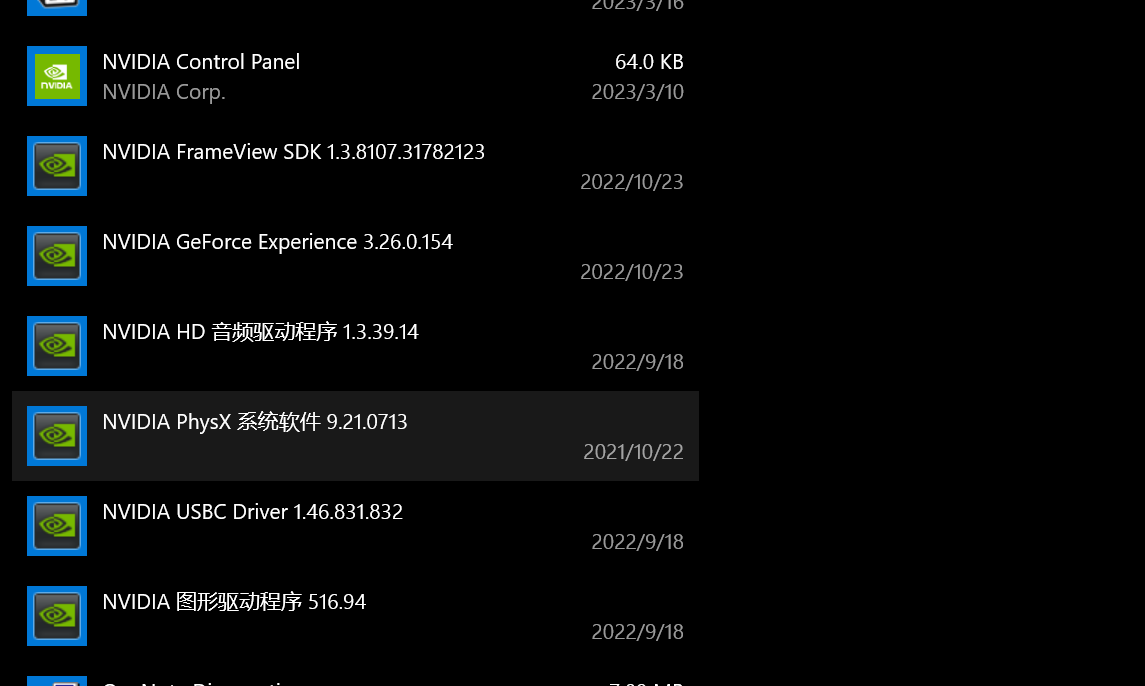 2023/3/16
NVIDIA Control Panel
64.0 KB
NVIDIA Corp.
2023/3/10
NVIDIA FrameView SDK 1.3.8107.31782123
2022/10/23
NVIDIA GeForce Experience 3.26.0.154
2022/10/23
NVIDIA HD 音频驱动程序 1.3.39.14
2022/9/18
NVIDIA PhysX 系统软件 9.21.0713
2021/10/22
NVIDIA USBC Driver 1.46.831.832
2022/9/18
NVIDIA 图形驱动程序 516.94
2022/9/18